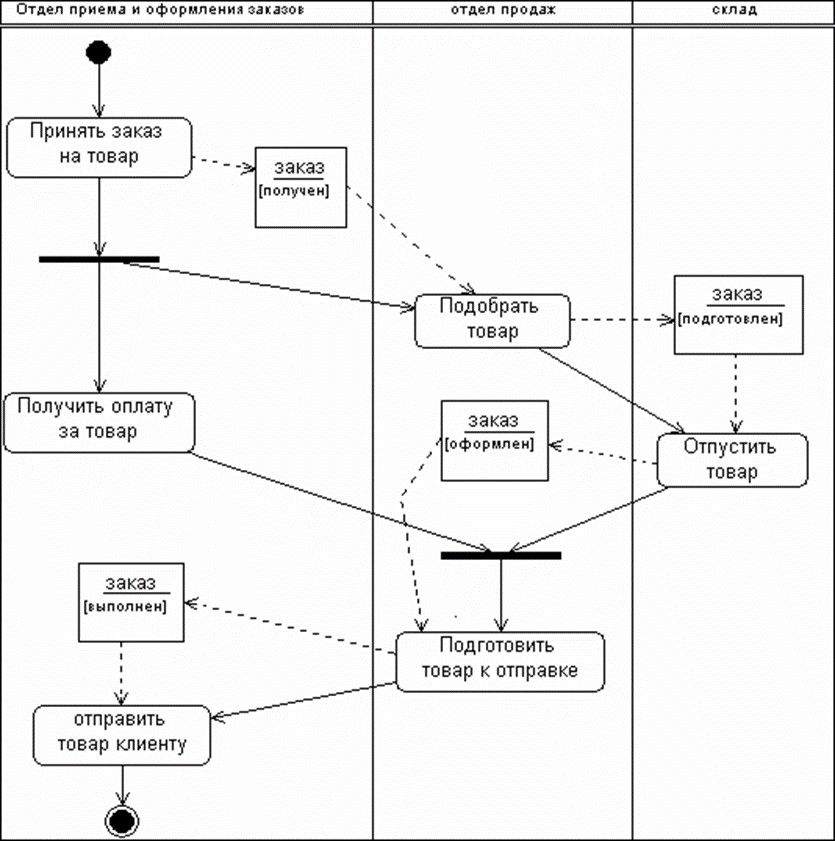 Отдел приема и оформления заказов
отдел продаж
склад
Принять заказ
на товар
заказ
[получен]
Подобрать
товар
заказ
[подготовлен]
Получить оплату
за товар
заказ
[оформлен]
Отпустить
товар
заказ
[выполнен]
Подготовить
товар к отправке
отправить
товар клиенту